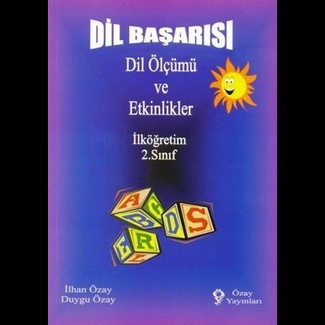 DİL BAŞARISI
Dil Ölçümü
ve
Etkinlikler
İlköğretim
2.Sınıf
İlhan Özay
Duygu Özay
Özay
Yayınları